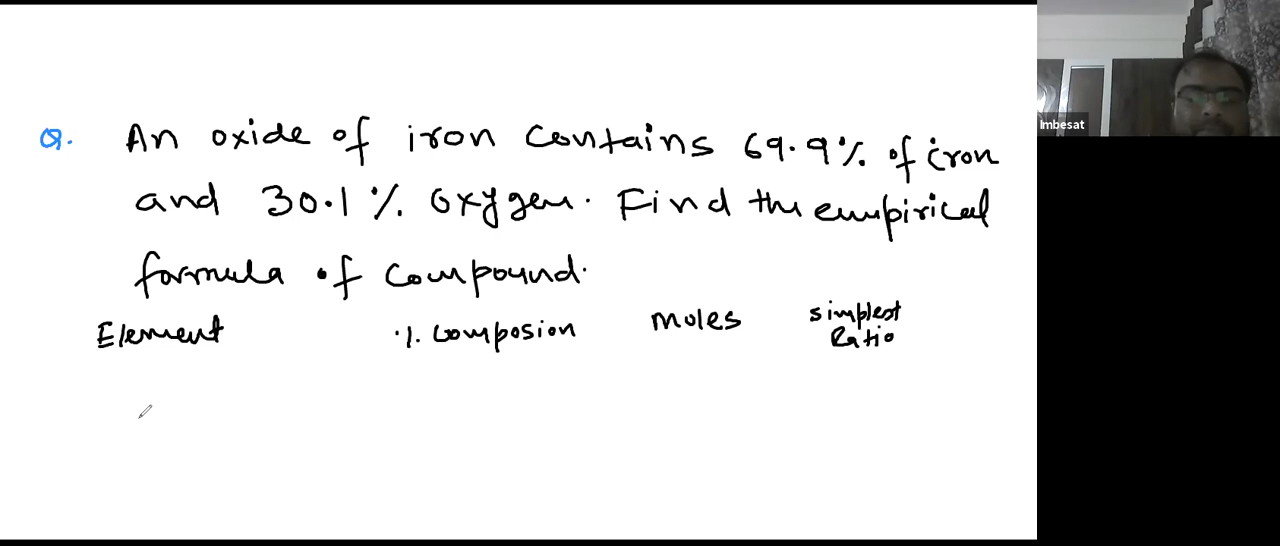 Q. An oxide of iron contains 69.9% of iron
and 30.1% oxygen. Find the empirical
formula of compound.
Element % composion moles simplest
Ratio
Imbesat